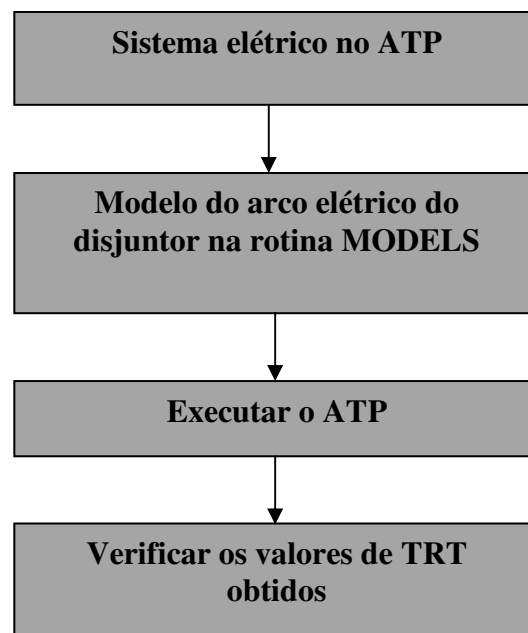 Sistema elétrico no ATP
Modelo do arco elétrico do
disjuntor na rotina MODELS
Executar o ATP
Verificar os valores de TRT
obtidos